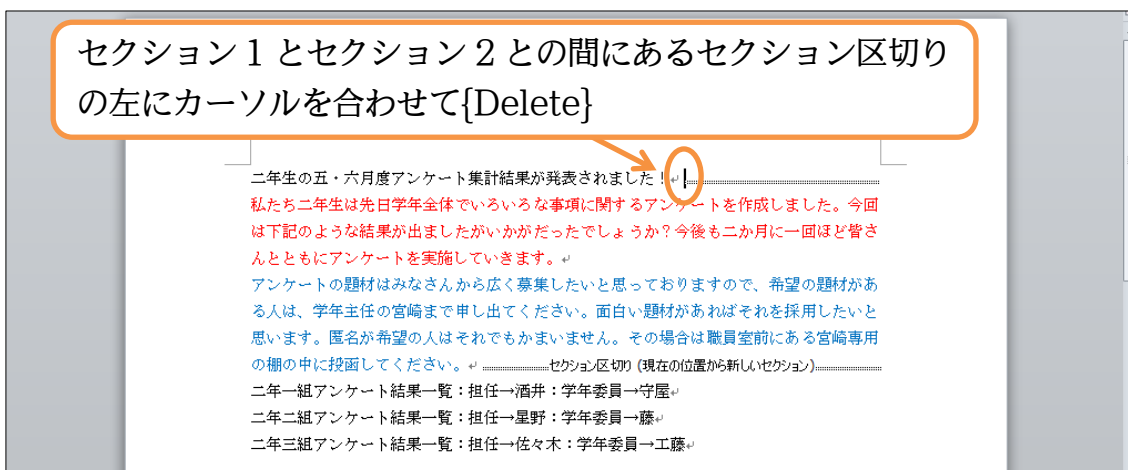 セクション 1 とセクション 2 との間にあるセクション区切り
の左にカーソルを合わせて{Delete}
二年生の五・六月度アンケート集計結果が発表されました！
私たち二年生は先日学年全体でいろいろな事項に関するアンケートを作成しました。今回
は下記のような結果が出ましたがいかがだったでしょうか？今後も二か月に一回ほど皆さ
んとともにアンケートを実施していきます。
アンケートの題材はみなさんから広く募集したいと思っておりますので、希望の題材があ
る人は、学年主任の宮崎まで申し出てください。面白い題材があればそれを採用したいと
思います。匿名が希望の人はそれでもかまいません。その場合は職員室前にある宮崎専用
の棚の中に投函してください。 セクション区切り (現在の位置から新しいセクション)
二年一組アンケート結果一覧：担任→酒井：学年委員→守屋
二年二組アンケート結果一覧：担任→星野：学年委員→藤
二年三組アンケート結果一覧：担任→佐々木：学年委員→工藤